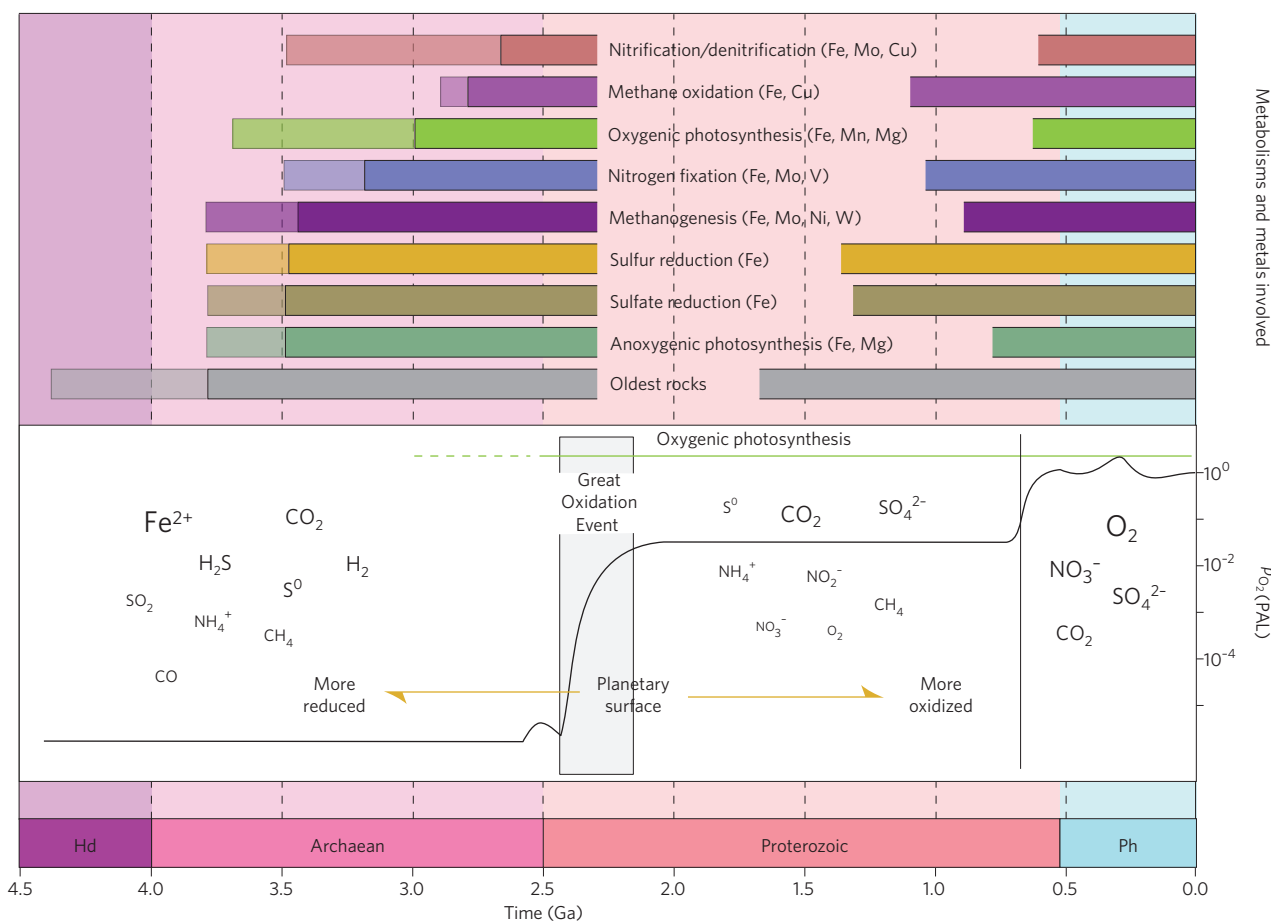 Nitrification/denitrification (Fe, Mo, Cu)
Methane oxidation (Fe, Cu)
Oxygenic photosynthesis (Fe, Mn, Mg)
Nitrogen fixation (Fe, Mo, V)
Methanogenesis (Fe, Mo, Ni, W)
Sulfur reduction (Fe)
Sulfate reduction (Fe)
Anoxygenic photosynthesis (Fe, Mg)
Oldest rocks
Metabolisms and metals involved
Oxygenic photosynthesis
Great
Oxidation
Event
Fe²⁺
CO₂
H₂S
H₂
S⁰
SO₂
NH₄⁺
CH₄
CO
S⁰
CO₂
SO₄²⁻
NH₄⁺
NO₂⁻
CH₄
NO₃⁻
O₂
O₂
NO₃⁻
SO₄²⁻
CO₂
More
reduced
Planetary
surface
More
oxidized
10⁰
10⁻²
10⁻⁴
pO₂ (PAL)
Hd
Archaean
Proterozoic
Ph
4.5 4.0 3.5 3.0 2.5 2.0 1.5 1.0 0.5 0.0
Time (Ga)